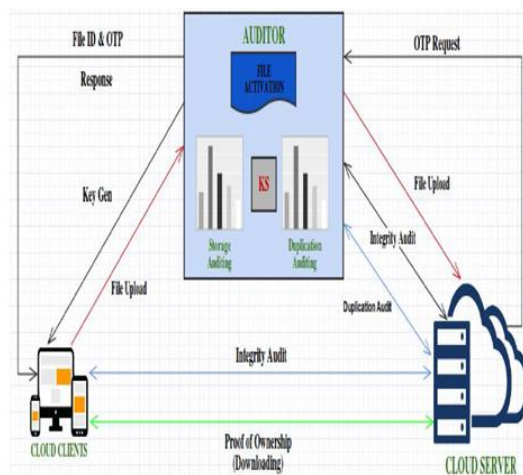 File ID & OTP
Response
AUDITOR
FILE
ACTIVATION
OTP Request
KS
Storage
Auditing
Duplication
Auditing
Key Gen
File Upload
File Upload
Integrity Audit
Duplication Audit
Integrity Audit
Proof of Ownership
(Downloading)
CLOUD CLIENTS
CLOUD SERVER